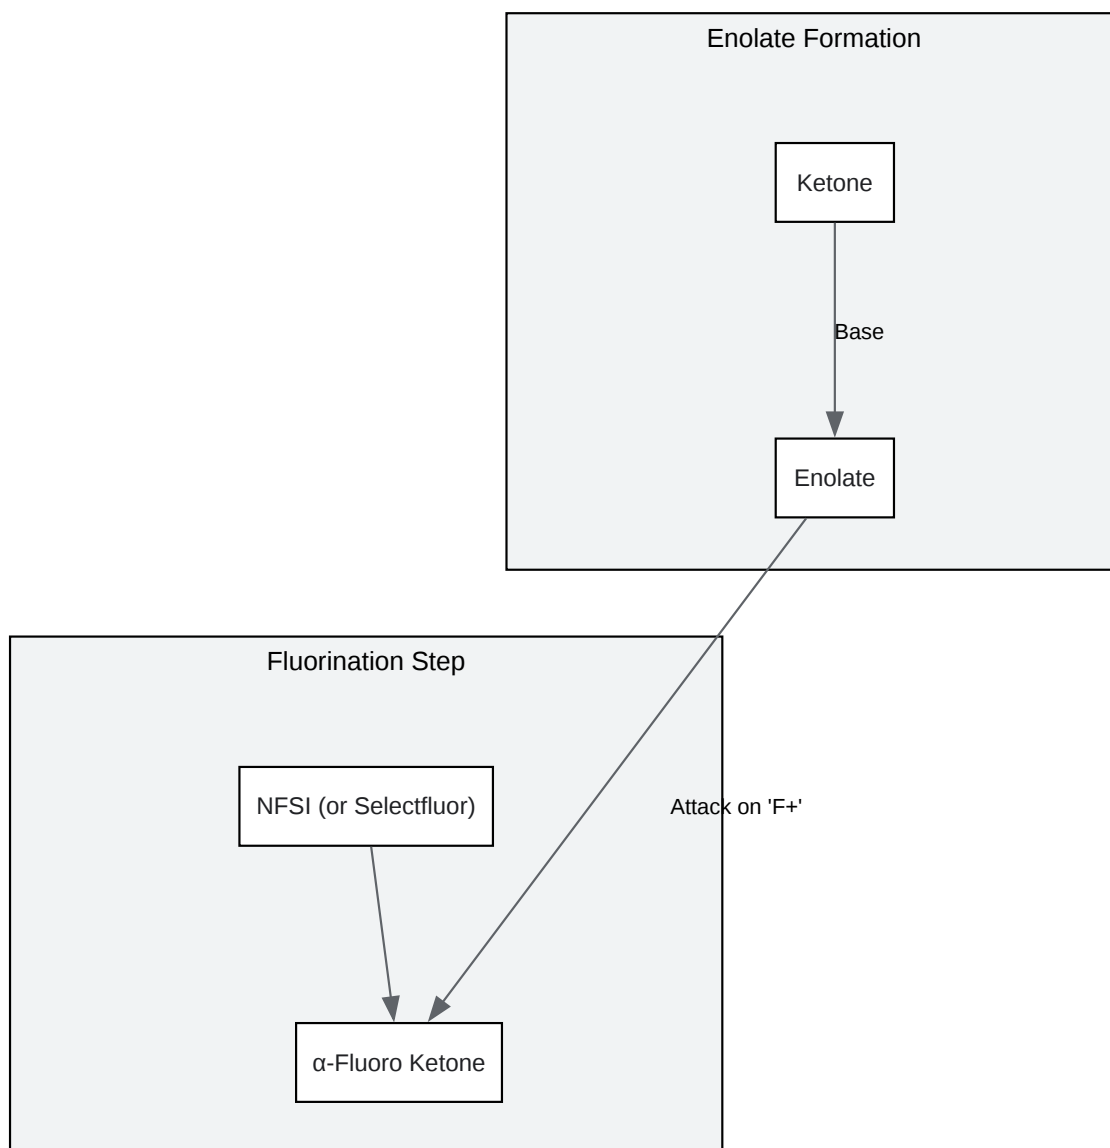 Enolate Formation
Ketone
Base
Enolate
Fluorination Step
NFSI (or Selectfluor)
Attack on 'F+'
α-Fluoro Ketone